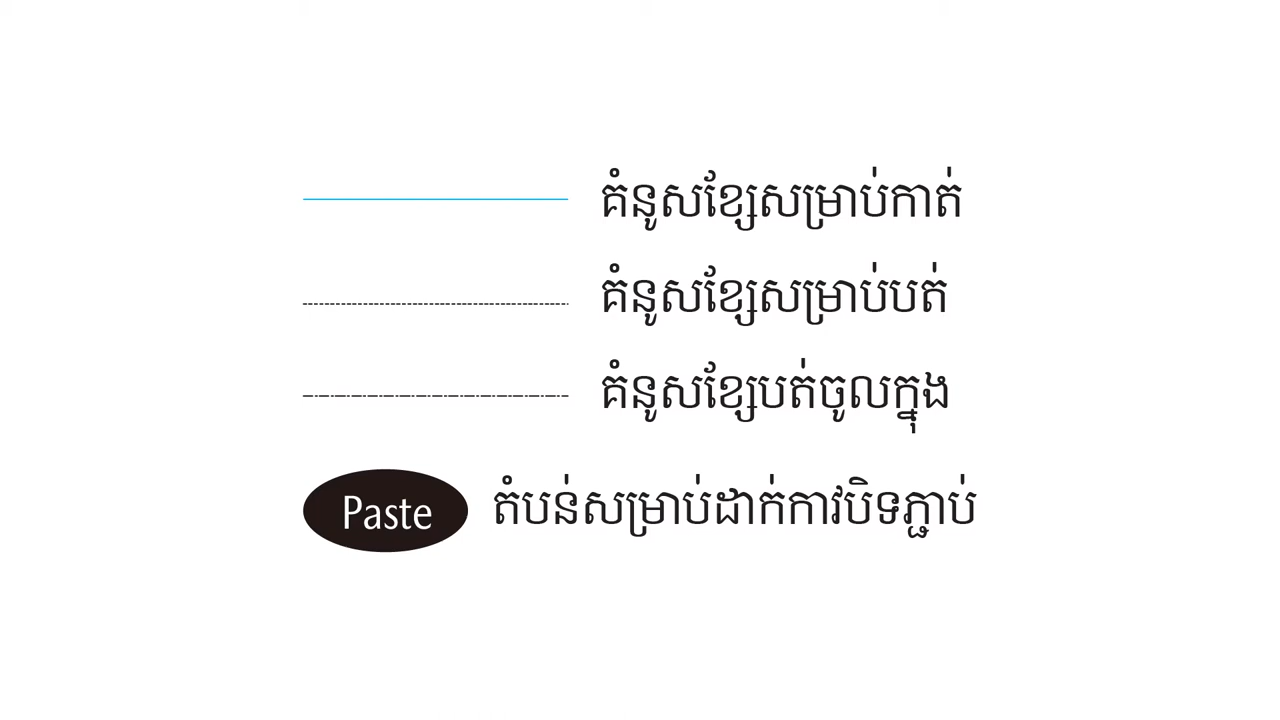 គំនូសខ្សែសម្រាប់កាត់
គំនូសខ្សែសម្រាប់បត់
គំនូសខ្សែបត់ចូលក្នុង
Paste តំបន់សម្រាប់ដាក់កាវបិទភ្ជាប់